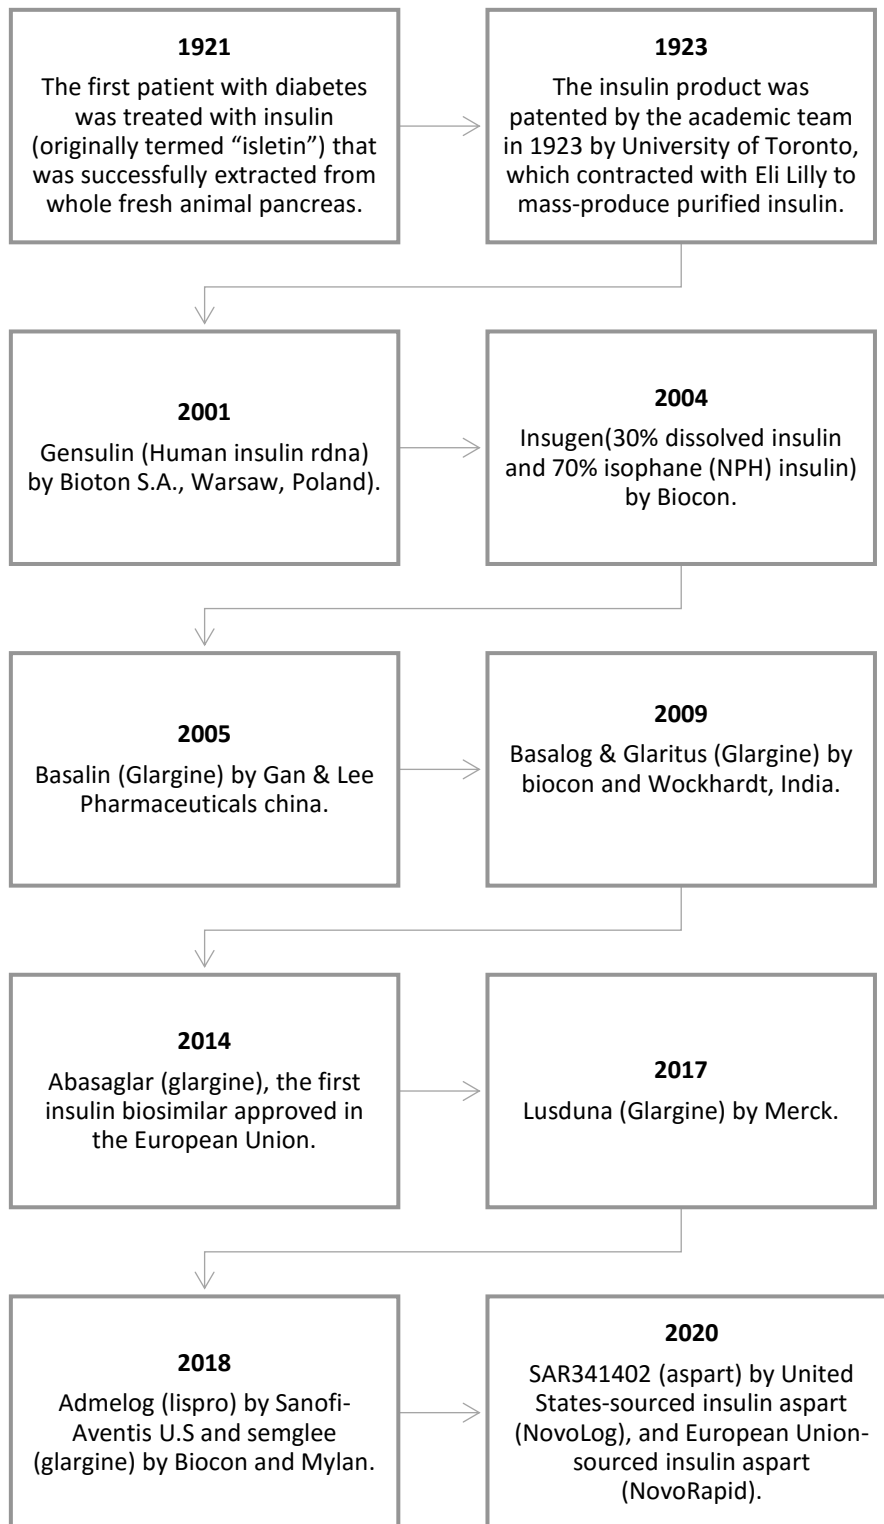 1921
The first patient with diabetes
was treated with insulin
(originally termed “isletin”) that
was successfully extracted from
whole fresh animal pancreas.
1923
The insulin product was
patented by the academic team
in 1923 by University of Toronto,
which contracted with Eli Lilly to
mass-produce purified insulin.
2001
Gensulin (Human insulin rdna)
by Bioton S.A., Warsaw, Poland).
2004
Insugen(30% dissolved insulin
and 70% isophane (NPH) insulin)
by Biocon.
2005
Basalin (Glargine) by Gan & Lee
Pharmaceuticals china.
2009
Basalog & Glaritus (Glargine) by
biocon and Wockhardt, India.
2014
Abasaglar (glargine), the first
insulin biosimilar approved in
the European Union.
2017
Lusduna (Glargine) by Merck.
2018
Admelog (lispro) by Sanofi-
Aventis U.S and semglee
(glargine) by Biocon and Mylan.
2020
SAR341402 (aspart) by United
States-sourced insulin aspart
(NovoLog), and European Union-
sourced insulin aspart
(NovoRapid).